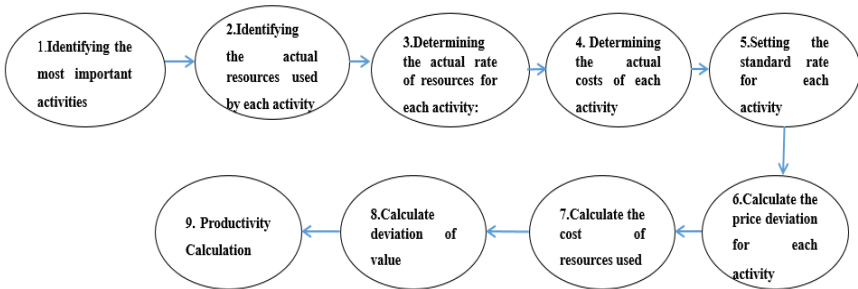 1.Identifying the
most important
activities
2.Identifying
the actual
resources used
by each activity
3.Determining
the actual rate
of resources for
each activity:
4. Determining
the actual
costs of each
activity
5.Setting the
standard rate
for each
activity
6.Calculate the
price deviation
for each
activity
7.Calculate the
cost of
resources used
8.Calculate
deviation of
value
9. Productivity
Calculation